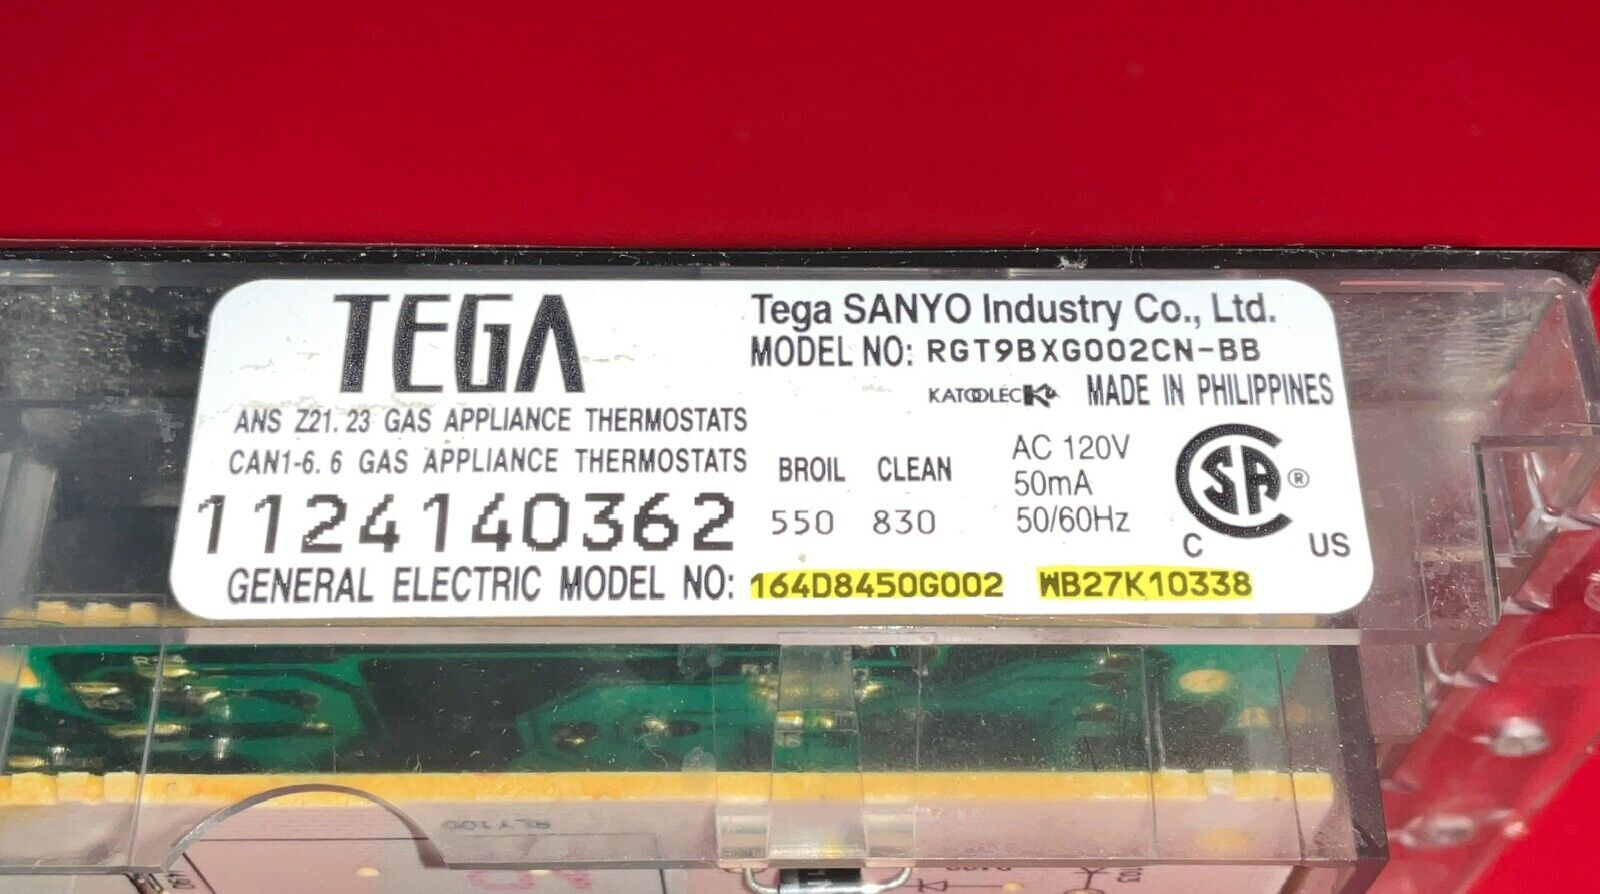 TEGA
Tega SANYO Industry Co., Ltd.
MODEL NO: RGT9BXG002CN-BB
KATOOLEC MADE IN PHILIPPINES
ANS Z21.23 GAS APPLIANCE THERMOSTATS
CAN1-6.6 GAS APPLIANCE THERMOSTATS
BROIL CLEAN
550 830
AC 120V
50mA
50/60Hz
CSA ®
C US
1124140362
GENERAL ELECTRIC MODEL NO: 164D8450G002 WB27K10338
RLY100